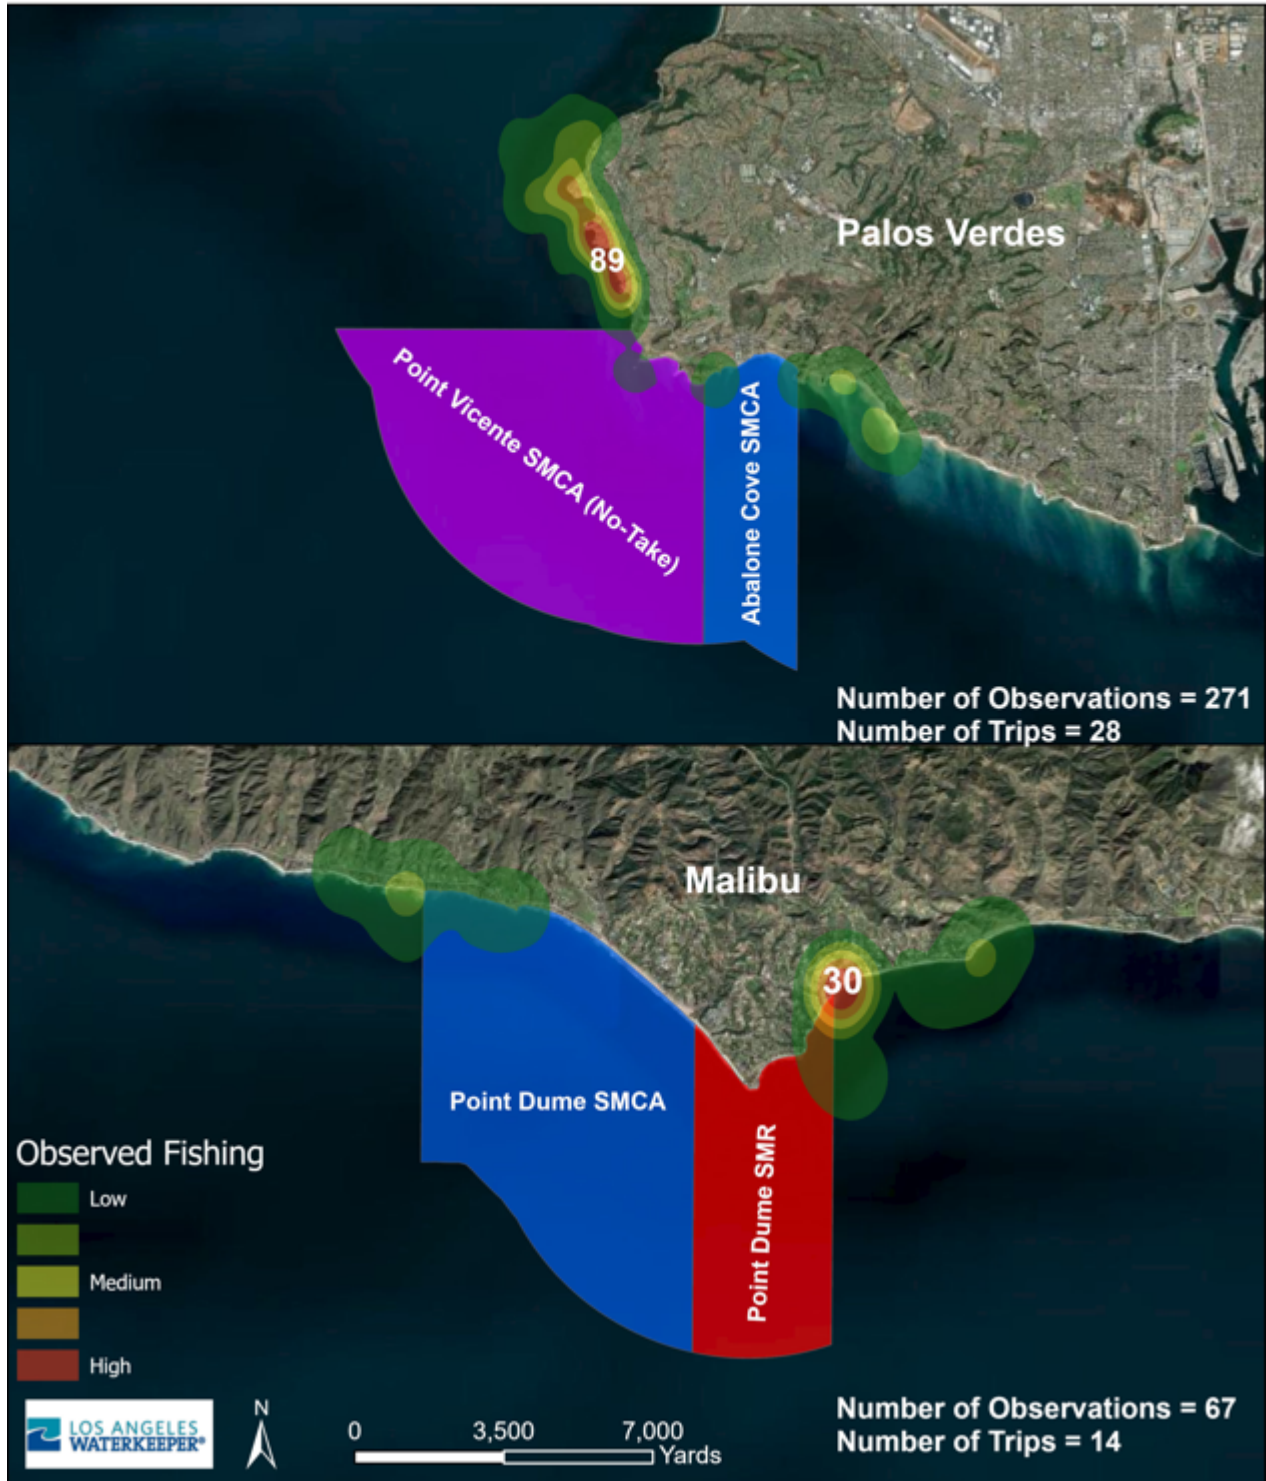 Palos Verdes
89
Point Vicente SMCA (No-Take)
Abalone Cove SMCA
Number of Observations = 271
Number of Trips = 28
Malibu
30
Point Dume SMCA
Point Dume SMR
Observed Fishing
Low
Medium
High
LOS ANGELES
WATERKEEPER®
N
0 3,500 7,000
Yards
Number of Observations = 67
Number of Trips = 14